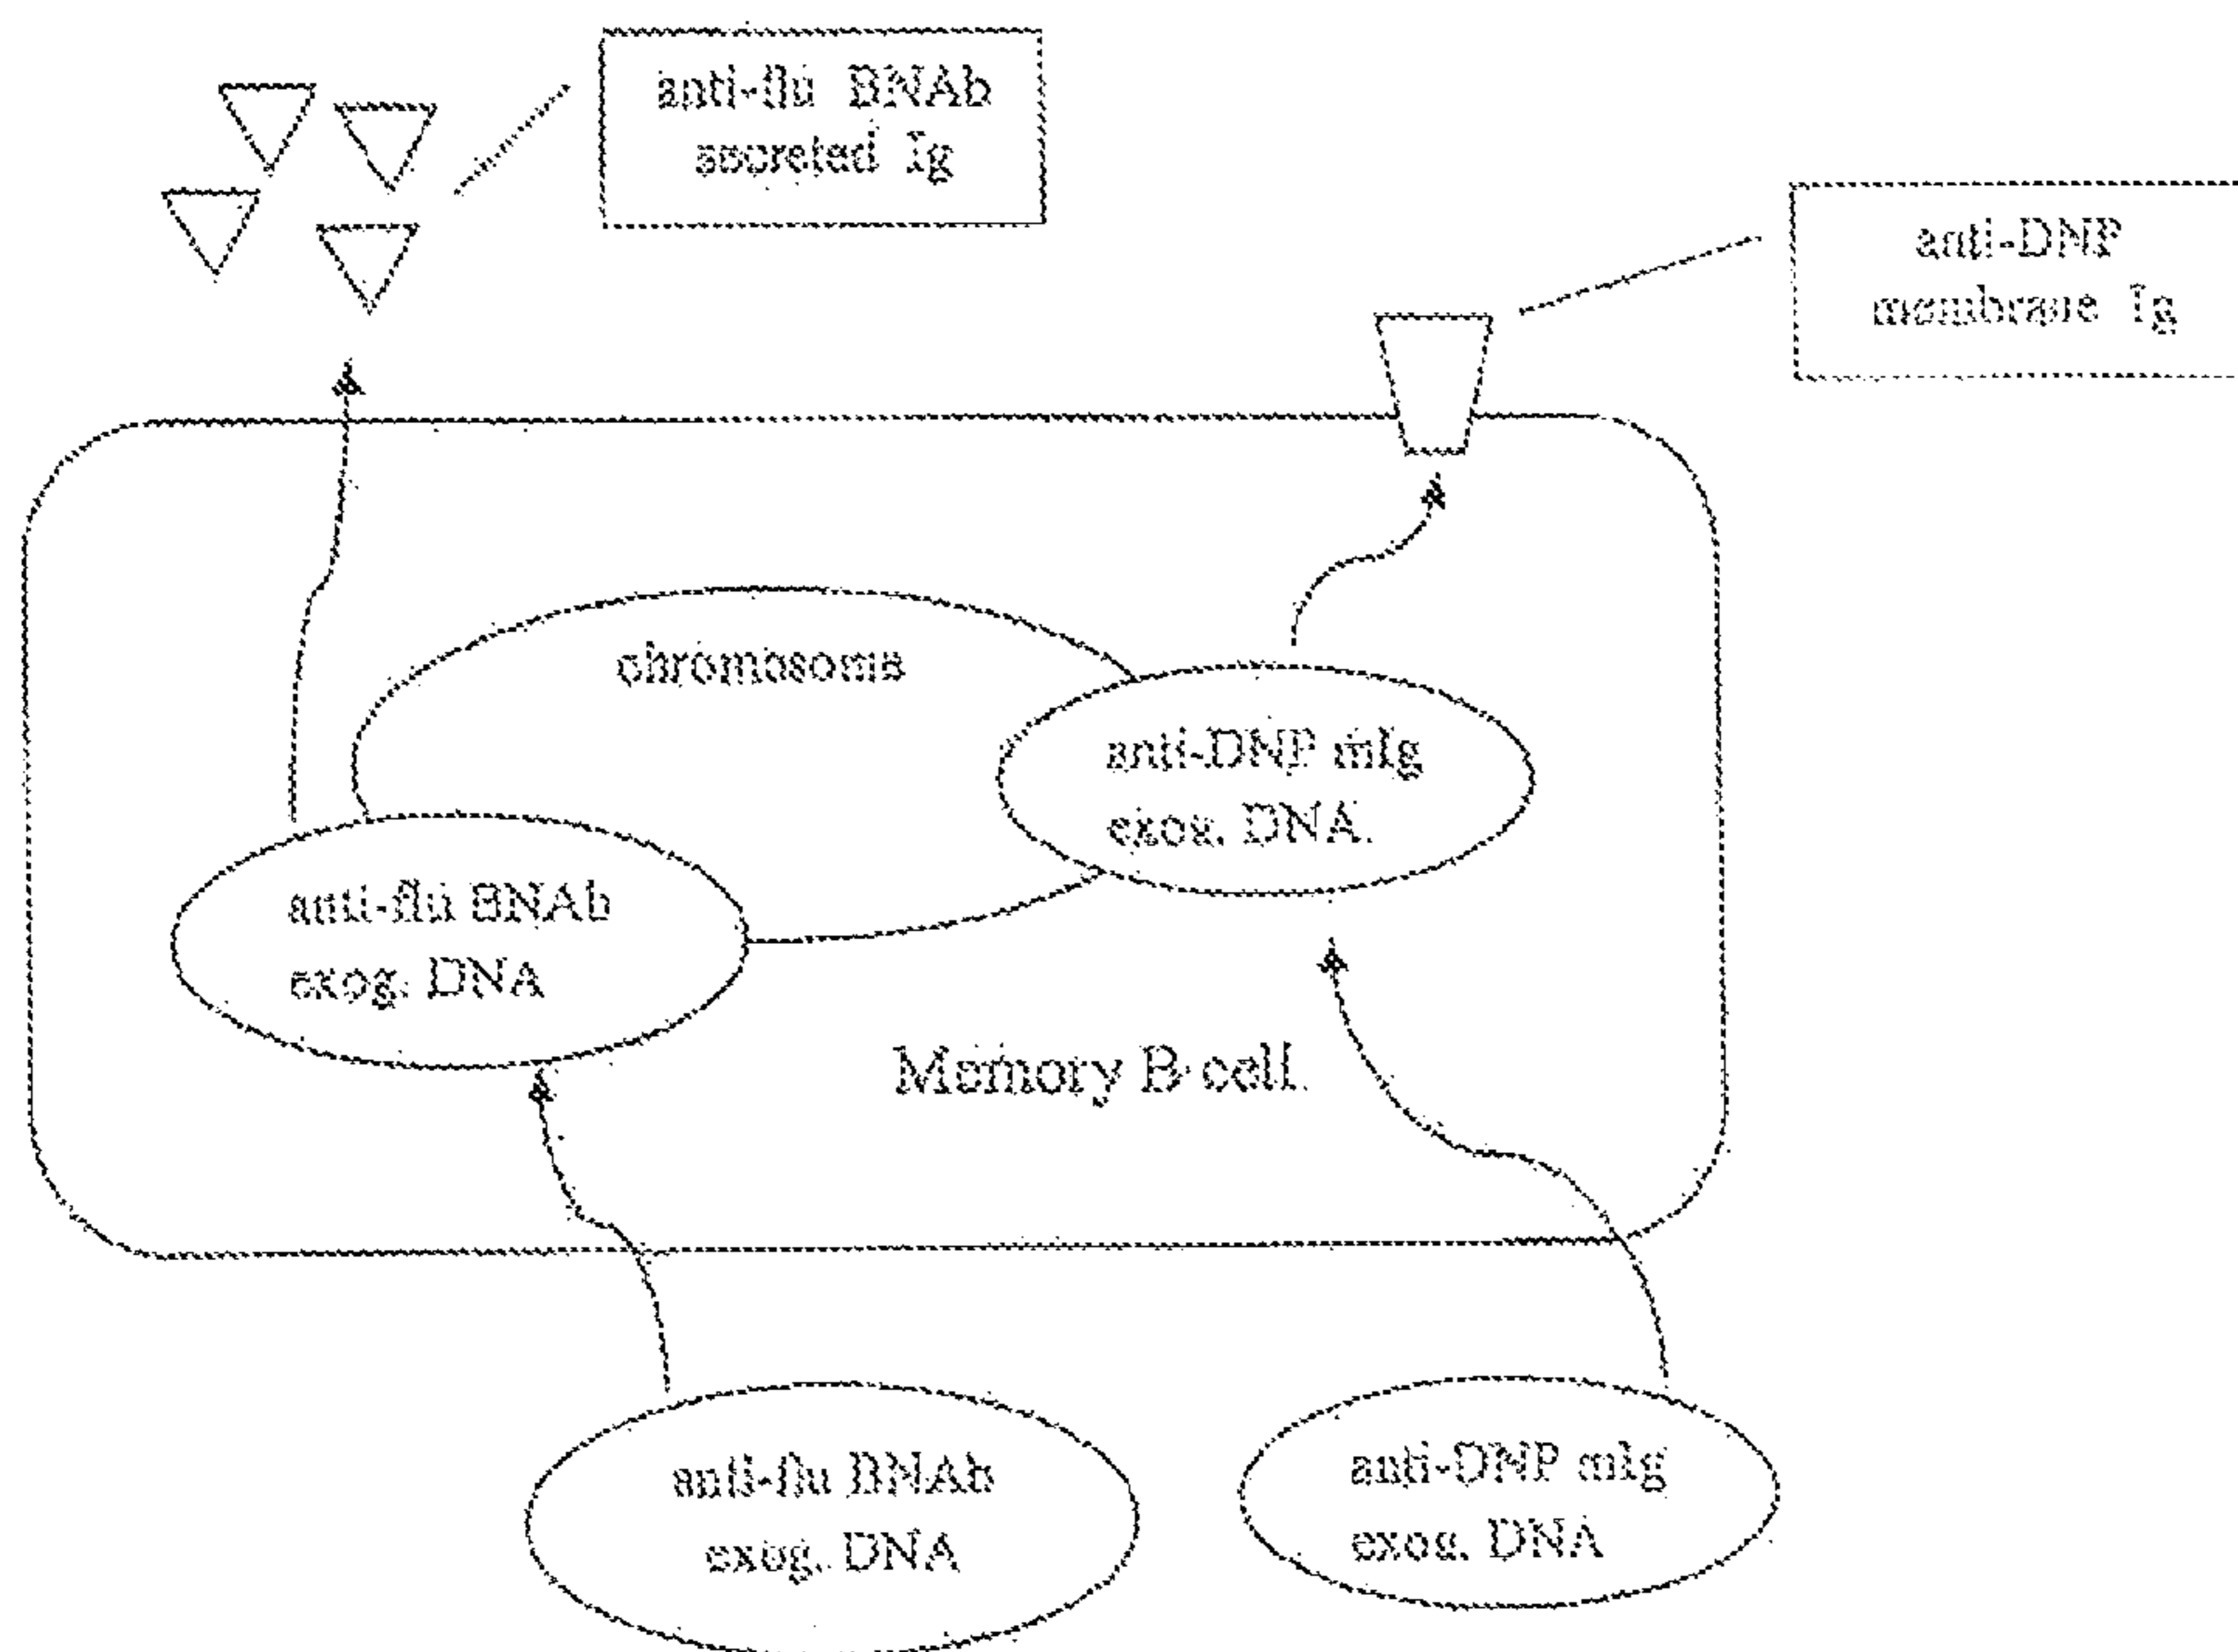 anti-flu BNAb
secreted Ig
anti-DNP
membrane Ig
chromosome
anti-DNP mIg
exog. DNA
anti-flu BNAb
exog. DNA
Memory B cell
anti-flu BNAb
exog. DNA
anti-DNP mIg
exog. DNA